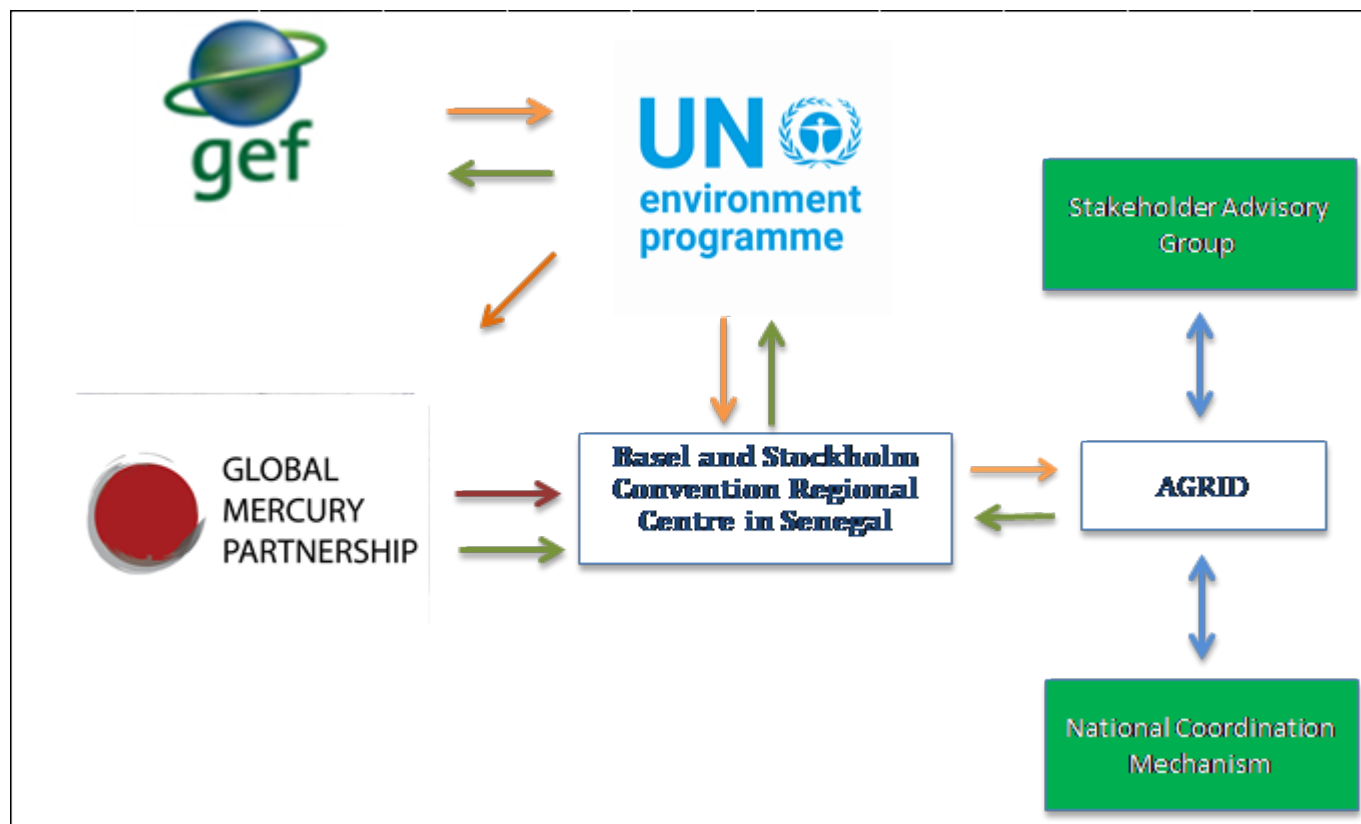 gef
UN
environment
programme
Stakeholder Advisory
Group
GLOBAL
MERCURY
PARTNERSHIP
Basel and Stockholm
Convention Regional
Centre in Senegal
AGRID
National Coordination
Mechanism